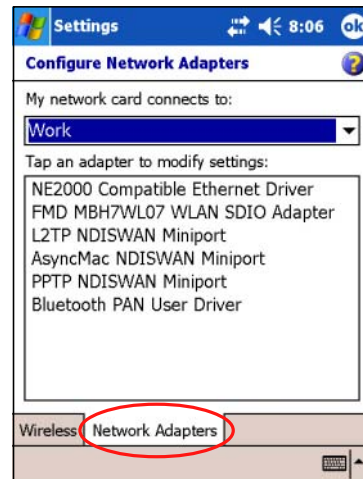 Settings 8:06 ok
Configure Network Adapters ?
My network card connects to:
Work
Tap an adapter to modify settings:
NE2000 Compatible Ethernet Driver
FMD MBH7WL07 WLAN SDIO Adapter
L2TP NDISWAN Miniport
AsyncMac NDISWAN Miniport
PPTP NDISWAN Miniport
Bluetooth PAN User Driver
Wireless Network Adapters